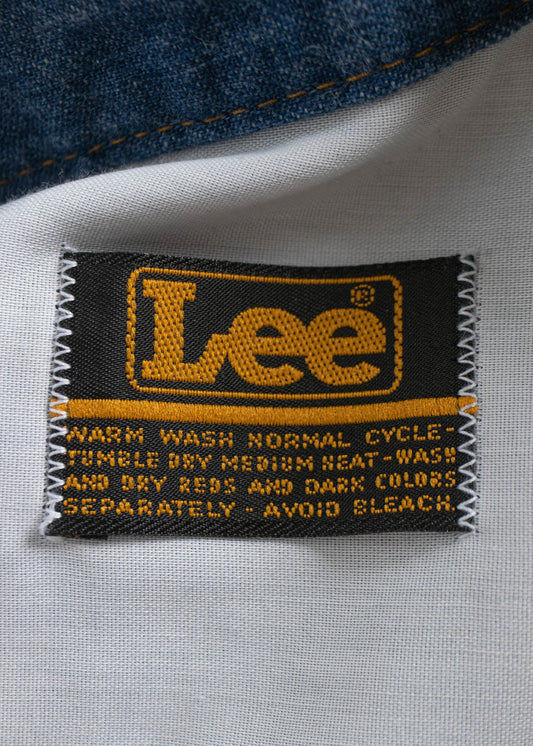 Lee®
WARM WASH NORMAL CYCLE-
TUMBLE DRY MEDIUM HEAT-WASH
AND DRY REDS AND DARK COLORS
SEPARATELY - AVOID BLEACH.